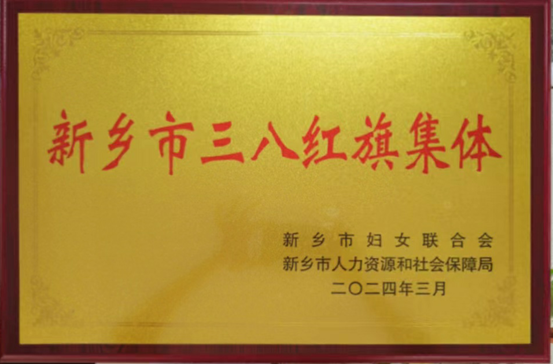 新乡市三八红旗集体
新乡市妇女联合会
新乡市人力资源和社会保障局
二〇二四年三月